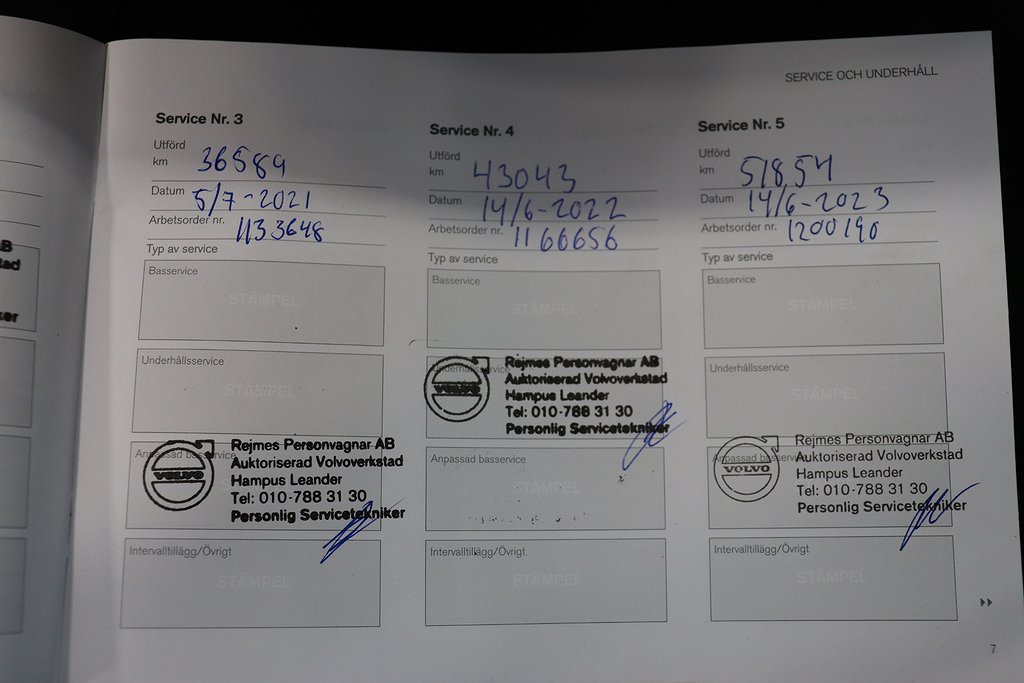 SERVICE OCH UNDERHÅLL
Service Nr. 3
Utförd
km 36589
Datum 5/7-2021
Arbetsorder nr. 1133648
Typ av service
Basservice
STÄMPEL
Underhållsservice
STÄMPEL
Anpassad basservice
VOLVO
Rejmes Personvagnar AB
Auktoriserad Volvoverkstad
Hampus Leander
Tel: 010-788 31 30
Personlig Servicetekniker
Intervalltillägg/Övrigt
STÄMPEL
Service Nr. 4
Utförd
km 43043
Datum 14/6-2022
Arbetsorder nr. 1166656
Typ av service
Basservice
STÄMPEL
Underhållsservice
VOLVO
Rejmes Personvagnar AB
Auktoriserad Volvoverkstad
Hampus Leander
Tel: 010-788 31 30
Personlig Servicetekniker
Anpassad basservice
STÄMPEL
Intervalltillägg/Övrigt
STÄMPEL
Service Nr. 5
Utförd
km 518,54
Datum 14/6-2023
Arbetsorder nr. 1200190
Typ av service
Basservice
STÄMPEL
Underhållsservice
STÄMPEL
Anpassad basservice
VOLVO
Rejmes Personvagnar AB
Auktoriserad Volvoverkstad
Hampus Leander
Tel: 010-788 31 30
Personlig Servicetekniker
Intervalltillägg/Övrigt
STÄMPEL
7